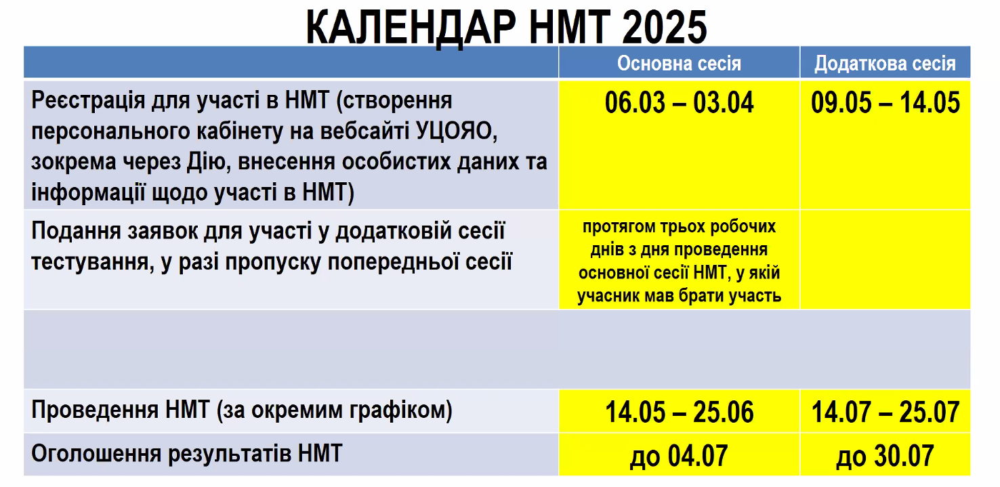 КАЛЕНДАР НМТ 2025
Основна сесія
Додаткова сесія
Реєстрація для участі в НМТ (створення
персонального кабінету на вебсайті УЦОЯО,
зокрема через Дію, внесення особистих даних та
інформації щодо участі в НМТ)
06.03 – 03.04
09.05 – 14.05
Подання заявок для участі у додатковій сесії
тестування, у разі пропуску попередньої сесії
протягом трьох робочих
днів з дня проведення
основної сесії НМТ, у якій
учасник мав брати участь
Проведення НМТ (за окремим графіком)
14.05 – 25.06
14.07 – 25.07
Оголошення результатів НМТ
до 04.07
до 30.07